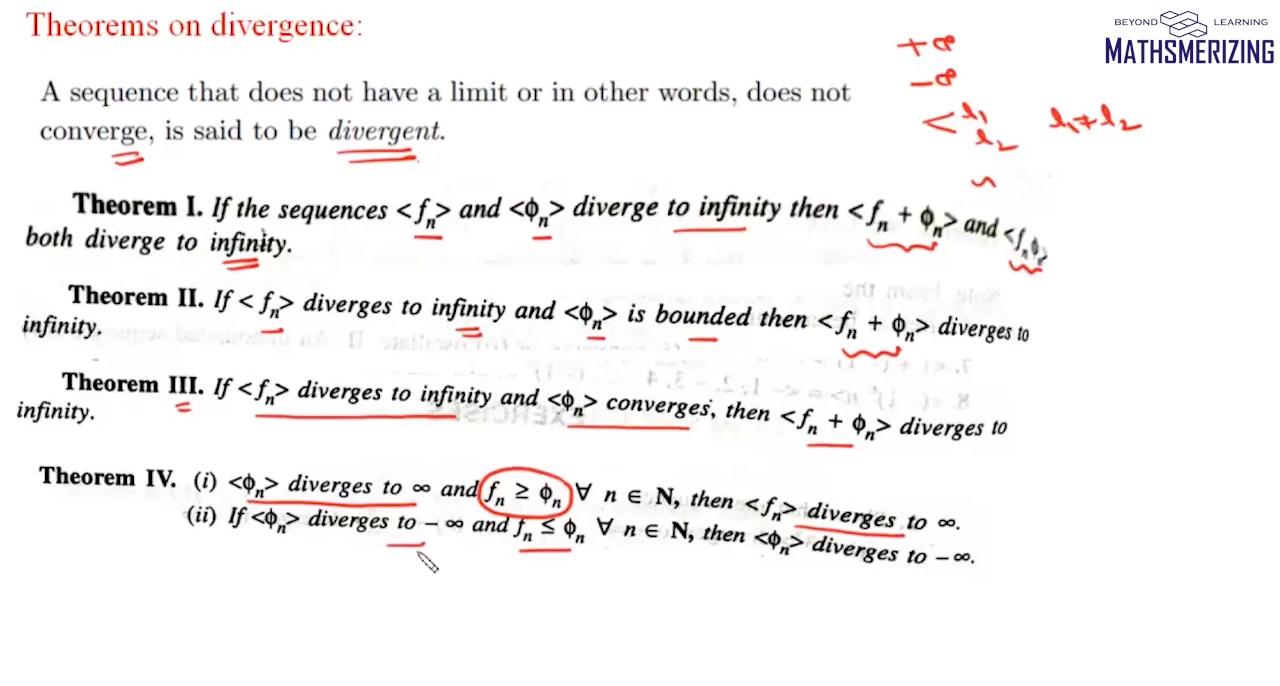 Theorems on divergence:
BEYOND LEARNING
MATHSMERIZING
+∞
-∞
A sequence that does not have a limit or in other words, does not
converge, is said to be divergent.
< l₁
l₂
l₁ ≠ l₂
Theorem I. If the sequences <fₙ> and <ϕₙ> diverge to infinity then <fₙ + ϕₙ> and <fₙϕₙ>
both diverge to infinity.
Theorem II. If < fₙ> diverges to infinity and <ϕₙ> is bounded then <fₙ + ϕₙ> diverges to
infinity.
Theorem III. If <fₙ> diverges to infinity and <ϕₙ> converges, then <fₙ + ϕₙ> diverges to
infinity.
Theorem IV. (i) <ϕₙ> diverges to ∞ and fₙ ≥ ϕₙ ∀ n ∈ N, then <fₙ> diverges to ∞.
(ii) If <ϕₙ> diverges to – ∞ and fₙ ≤ ϕₙ ∀ n ∈ N, then <ϕₙ> diverges to – ∞.